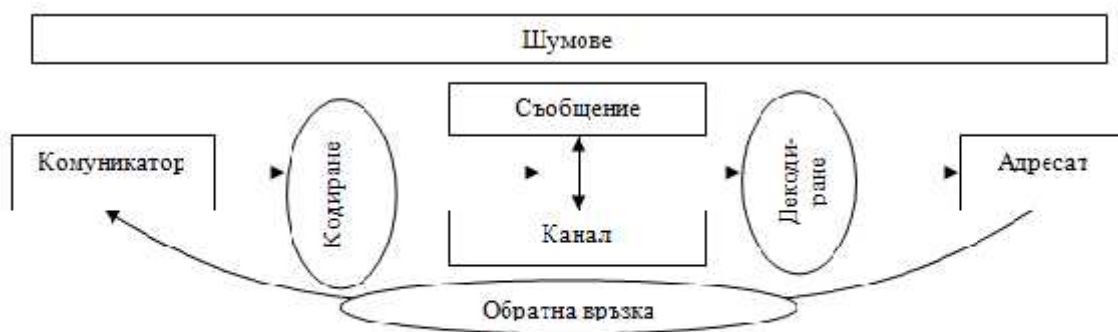 Шумове
Съобщение
Комуникатор
Кодиране
Декоди-
ране
Адресат
Канал
Обратна връзка